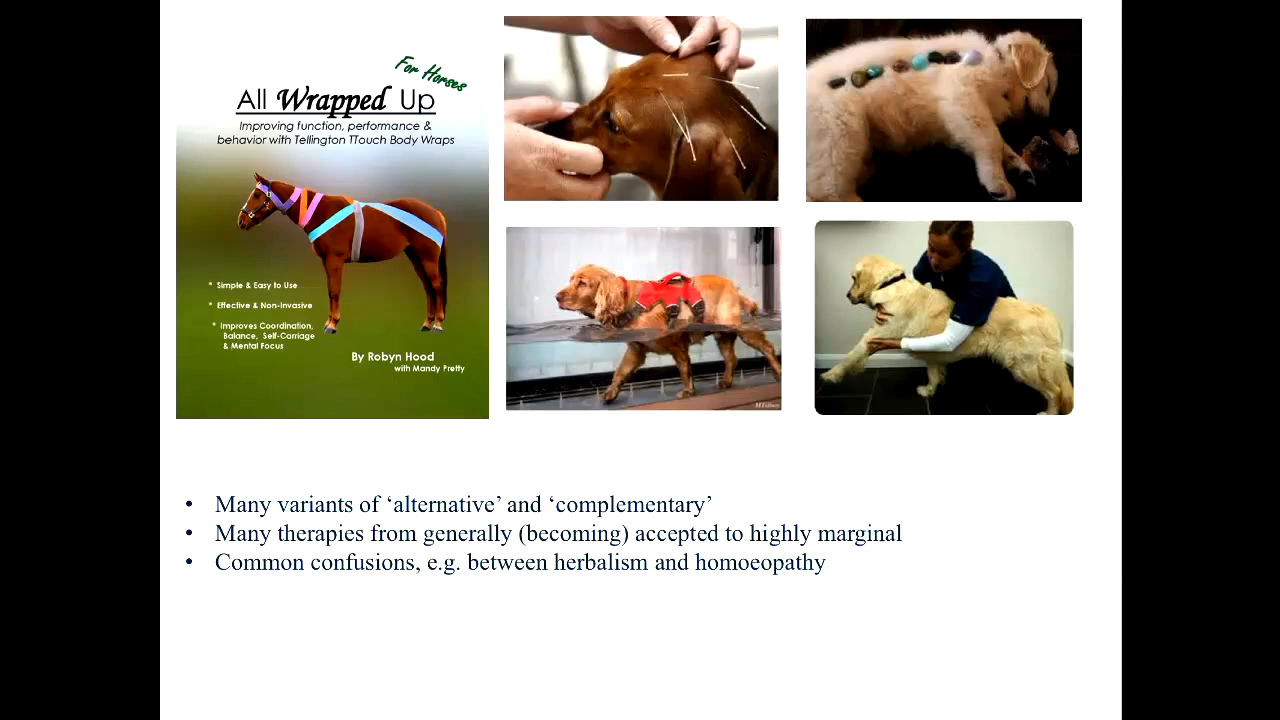 For Horses
All Wrapped Up
Improving function, performance &
behavior with Tellington TTouch Body Wraps
* Simple & Easy to Use
* Effective & Non-Invasive
* Improves Coordination,
Balance, Self-Carriage
& Mental Focus
By Robyn Hood
with Mandy Pretty
• Many variants of ‘alternative’ and ‘complementary’
• Many therapies from generally (becoming) accepted to highly marginal
• Common confusions, e.g. between herbalism and homoeopathy